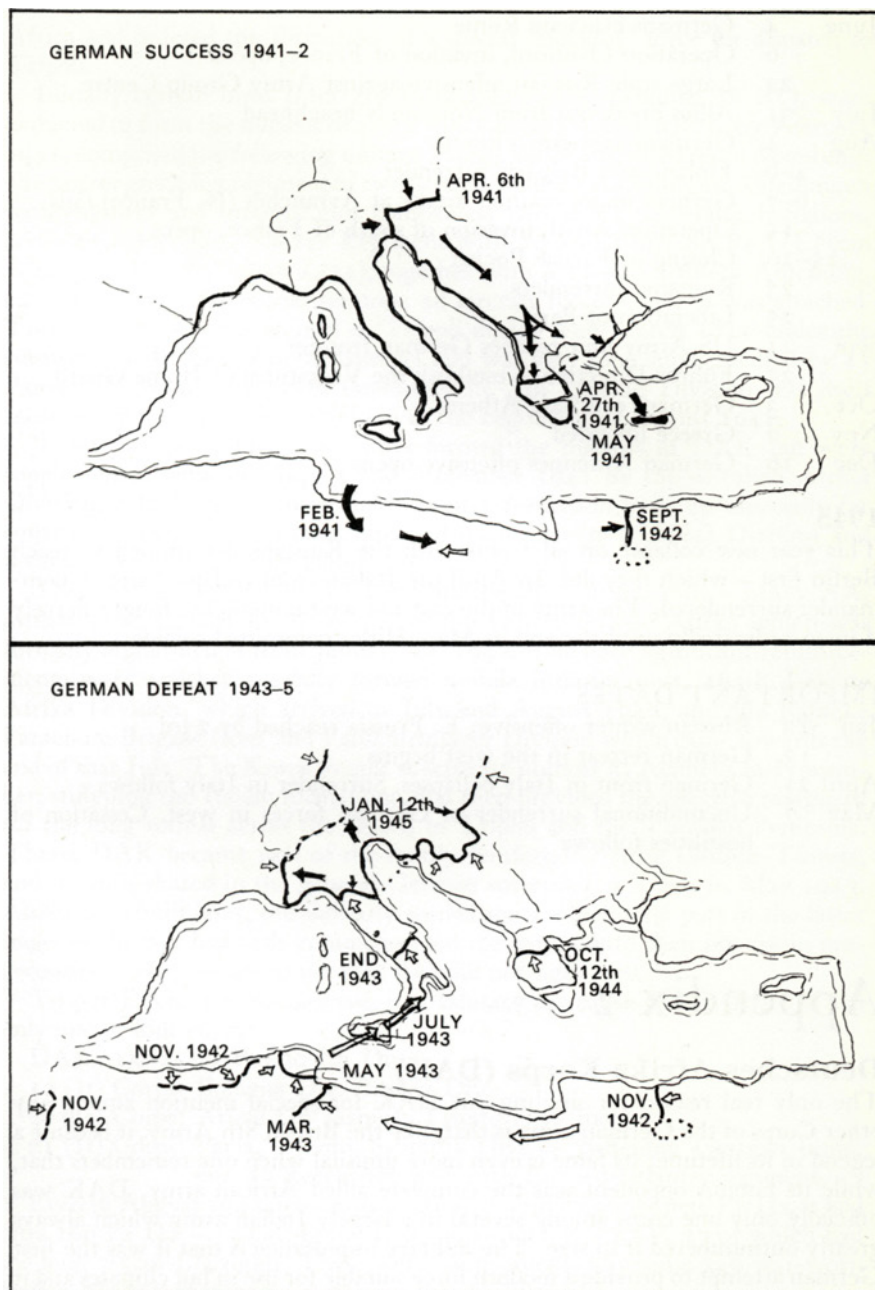 GERMAN SUCCESS 1941–2
APR. 6th
1941
APR.
27th
1941
MAY
1941
FEB.
1941
SEPT.
1942
GERMAN DEFEAT 1943–5
JAN. 12th
1945
END
1943
OCT.
12th
1944
JULY
1943
NOV. 1942
MAY 1943
NOV.
1942
MAR.
1943
NOV.
1942